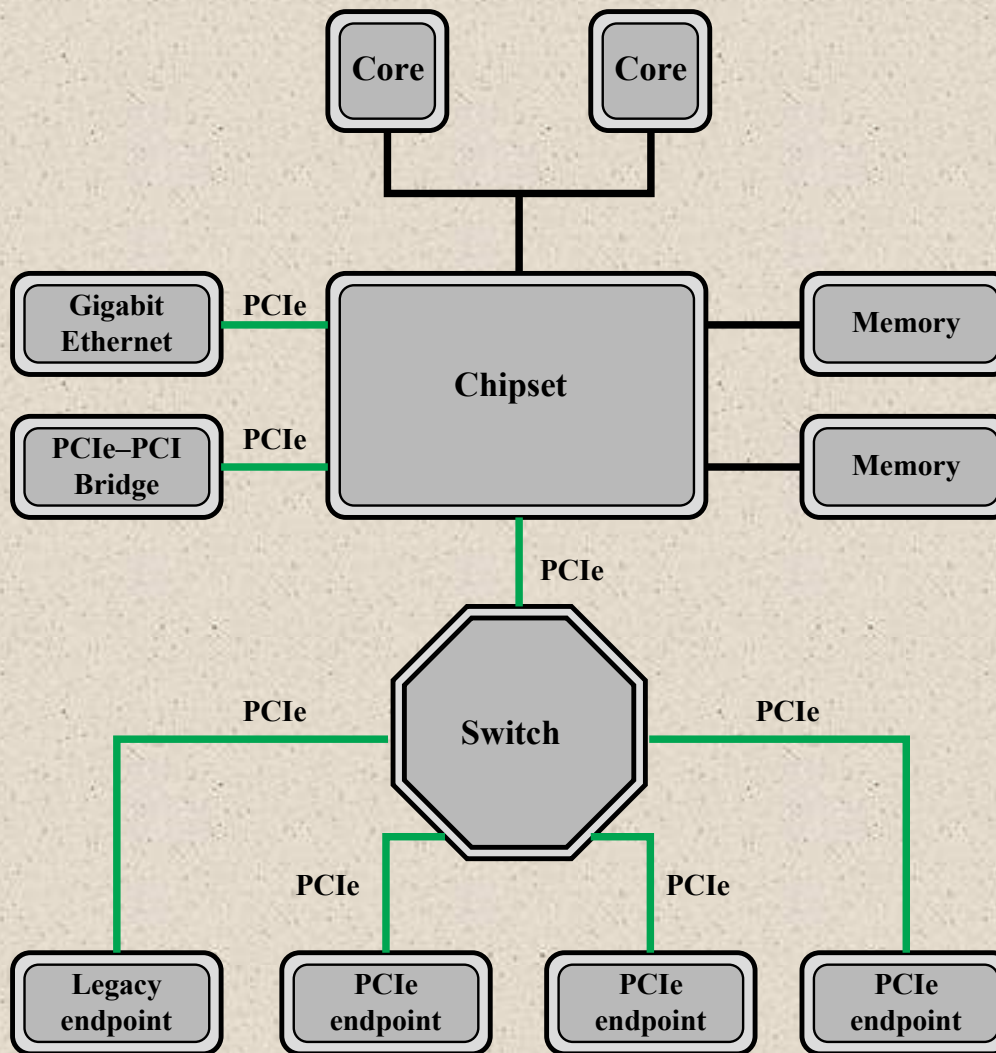 Core
Core
Gigabit
Ethernet
PCIe
Chipset
Memory
PCIe–PCI
Bridge
PCIe
Memory
PCIe
PCIe
Switch
PCIe
PCIe
PCIe
Legacy
endpoint
PCIe
endpoint
PCIe
endpoint
PCIe
endpoint